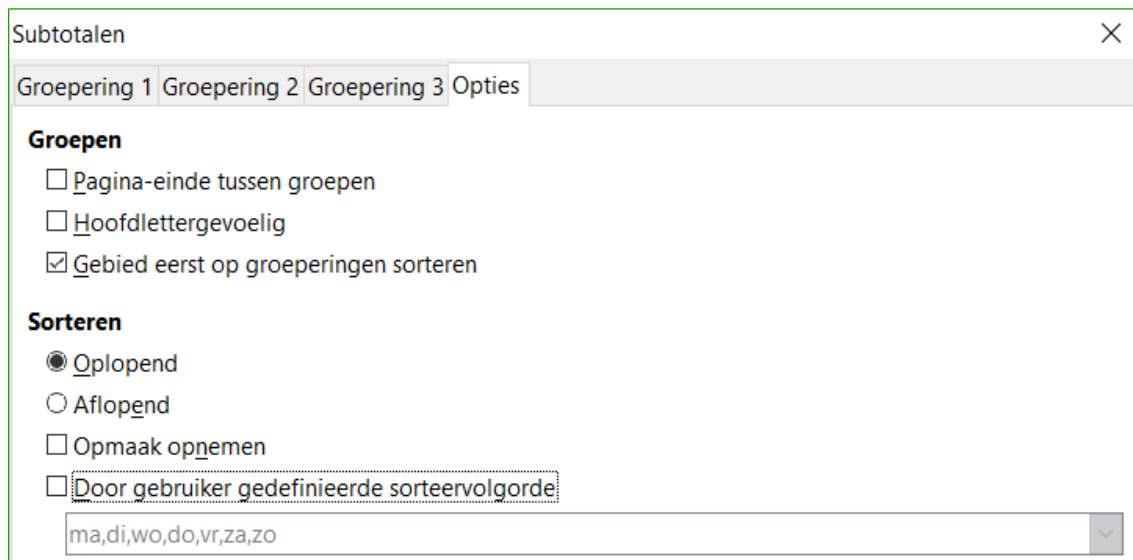 Subtotalen
Groepering 1 Groepering 2 Groepering 3 Opties
Groepen
Pagina-einde tussen groepen
Hoofdlettergevoelig
Gebied eerst op groeperingen sorteren
Sorteren
Oplopend
Aflopend
Opmaak opnemen
Door gebruiker gedefinieerde sorteervolgorde
ma,di,wo,do,vr,za,zo